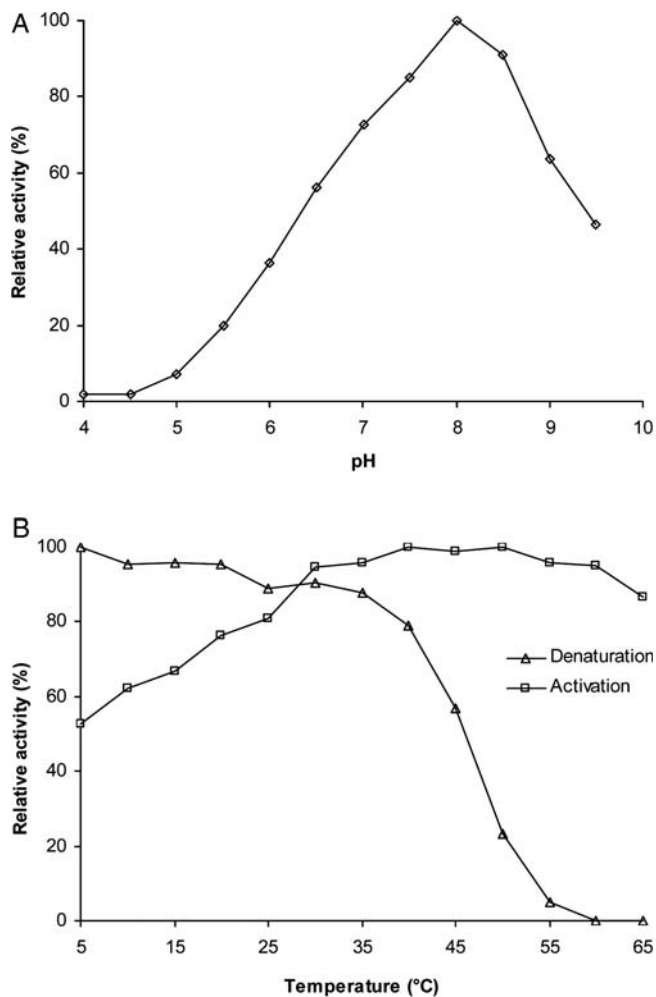 A
Relative activity (%)
100
80
60
40
20
0
4 5 6 7 8 9 10
pH
B
Relative activity (%)
100
80
60
40
20
0
Denaturation
Activation
5 15 25 35 45 55 65
Temperature (°C)